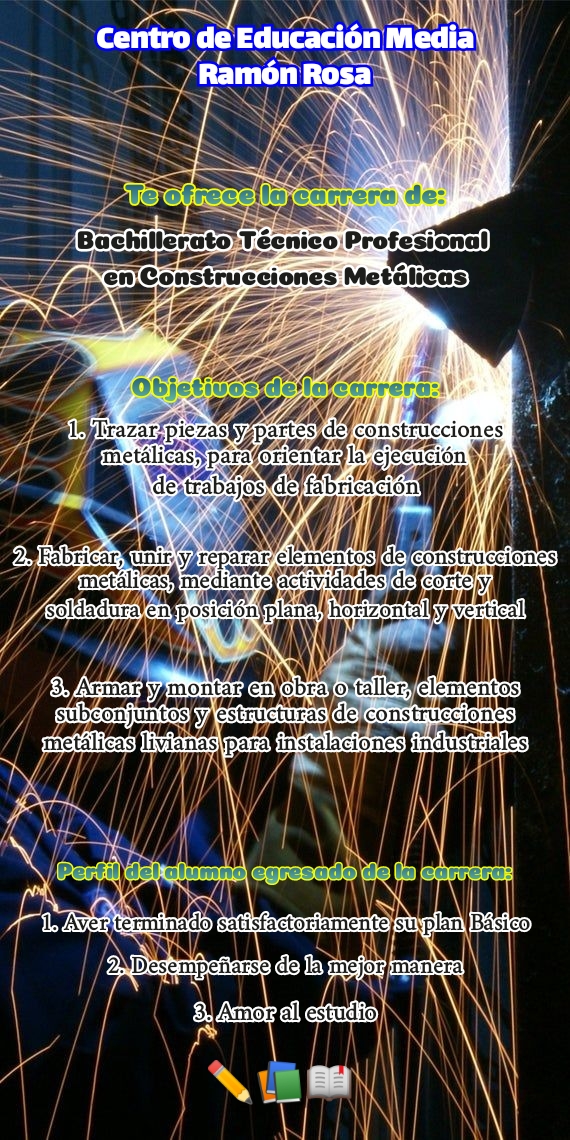 Centro de Educación Media
Ramón Rosa
Te ofrece la carrera de:
Bachillerato Técnico Profesional
en Construcciones Metálicas
Objetivos de la carrera:
1. Trazar piezas y partes de construcciones
metálicas, para orientar la ejecución
de trabajos de fabricación
2. Fabricar, unir y reparar elementos de construcciones
metálicas, mediante actividades de corte y
soldadura en posición plana, horizontal y vertical
3. Armar y montar en obra o taller, elementos
subconjuntos y estructuras de construcciones
metálicas livianas para instalaciones industriales
Perfil del alumno egresado de la carrera:
1. Aver terminado satisfactoriamente su plan Básico
2. Desempeñarse de la mejor manera
3. Amor al estudio